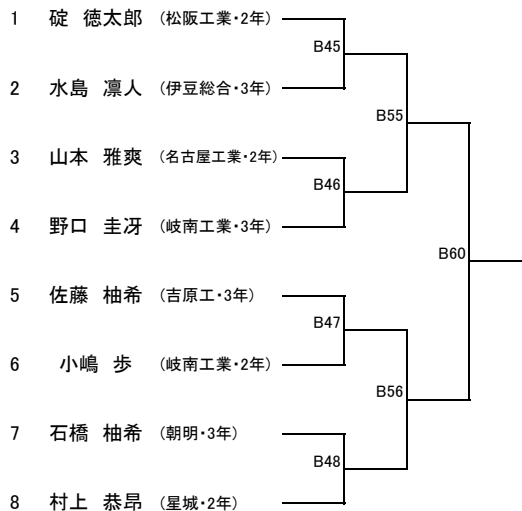 1 碇 徳太郎 (松阪工業・2年)
B45
2 水島 凛人 (伊豆総合・3年)
B55
3 山本 雅爽 (名古屋工業・2年)
B46
4 野口 圭冴 (岐南工業・3年)
B60
5 佐藤 柚希 (吉原工・3年)
B47
6 小嶋 歩 (岐南工業・2年)
B56
7 石橋 柚希 (朝明・3年)
B48
8 村上 恭昂 (星城・2年)